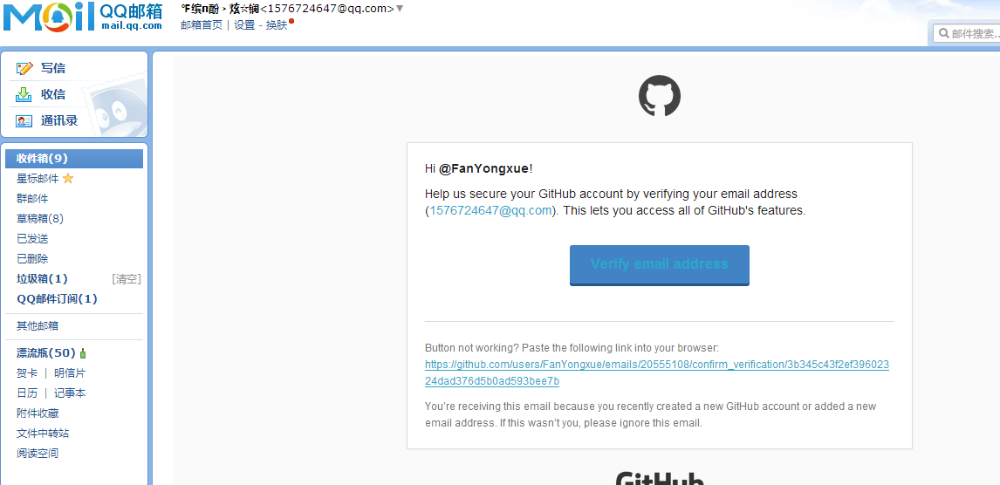 Mail QQ邮箱
mail.qq.com
<1576724647@qq.com>
邮箱首页 | 设置 - 换肤
邮件搜索...
写信
收信
通讯录
收件箱(9)
星标邮件
群邮件
草稿箱(8)
已发送
已删除
垃圾箱(1) [清空]
QQ邮件订阅(1)
其他邮箱
漂流瓶(50)
贺卡 | 明信片
日历 | 记事本
附件收藏
文件中转站
阅读空间
Hi @FanYongxue!
Help us secure your GitHub account by verifying your email address
(1576724647@qq.com). This lets you access all of GitHub's features.
Verify email address
Button not working? Paste the following link into your browser:
https://github.com/users/FanYongxue/emails/20555108/confirm_verification/3b345c43f2ef396023
24dad376d5b0ad593bee7b
You’re receiving this email because you recently created a new GitHub account or added a new
email address. If this wasn’t you, please ignore this email.
GitHub